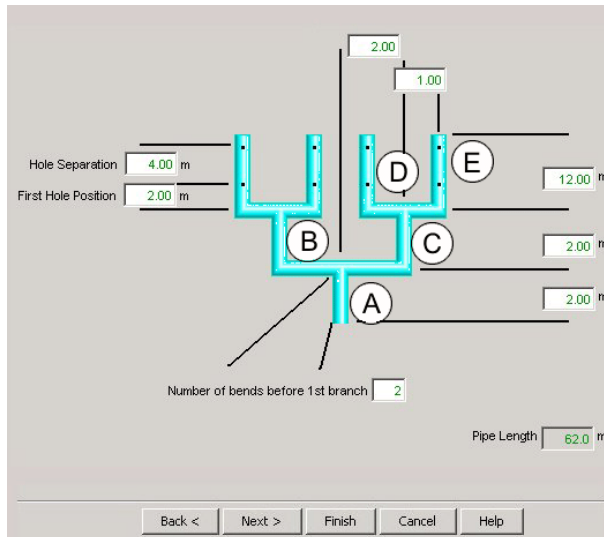 2.00
1.00
Hole Separation 4.00 m
First Hole Position 2.00 m
D
E
12.00 m
B
C
2.00 m
A
2.00 m
Number of bends before 1st branch 2
Pipe Length 62.0 m
Back < Next > Finish Cancel Help